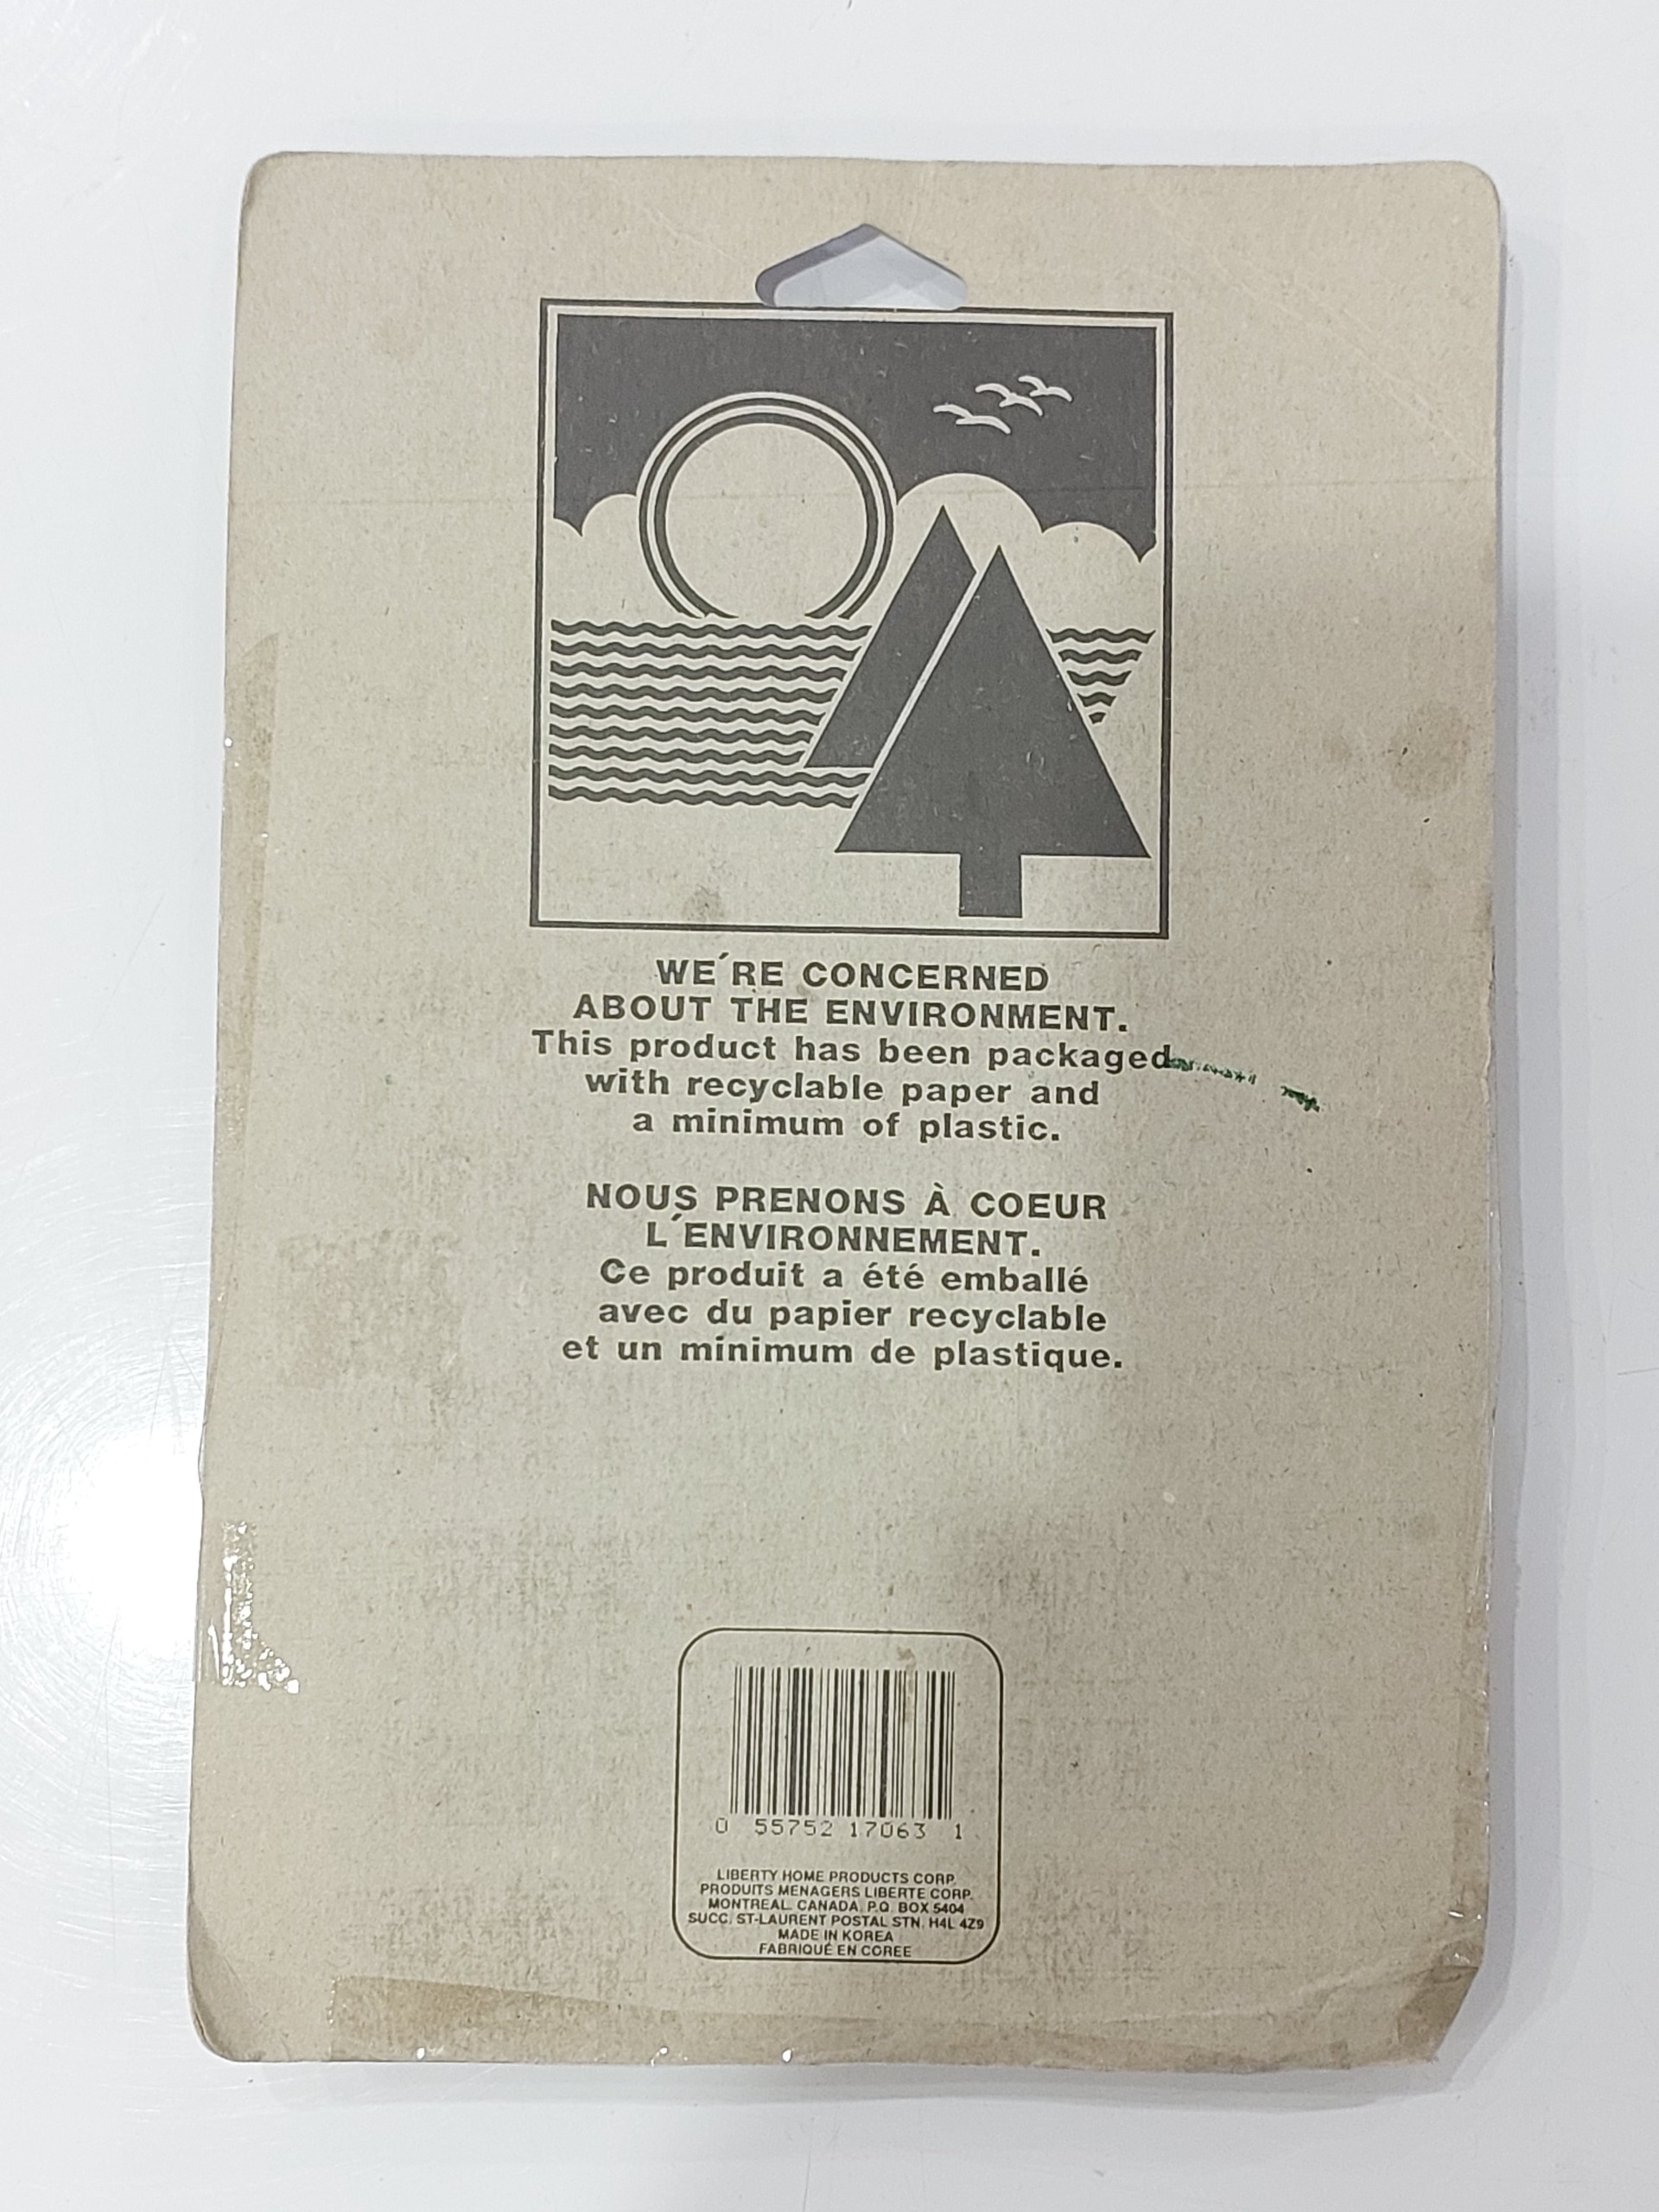 WE´RE CONCERNED
ABOUT THE ENVIRONMENT.
This product has been packaged
with recyclable paper and
a minimum of plastic.
NOUS PRENONS À COEUR
L´ENVIRONNEMENT.
Ce produit a été emballé
avec du papier recyclable
et un minimum de plastique.
0 55752 17063 1
LIBERTY HOME PRODUCTS CORP.
PRODUITS MENAGERS LIBERTE CORP.
MONTREAL, CANADA, P.Q. BOX 5404
SUCC. ST-LAURENT POSTAL STN. H4L 4Z9
MADE IN KOREA
FABRIQUÉ EN COREE